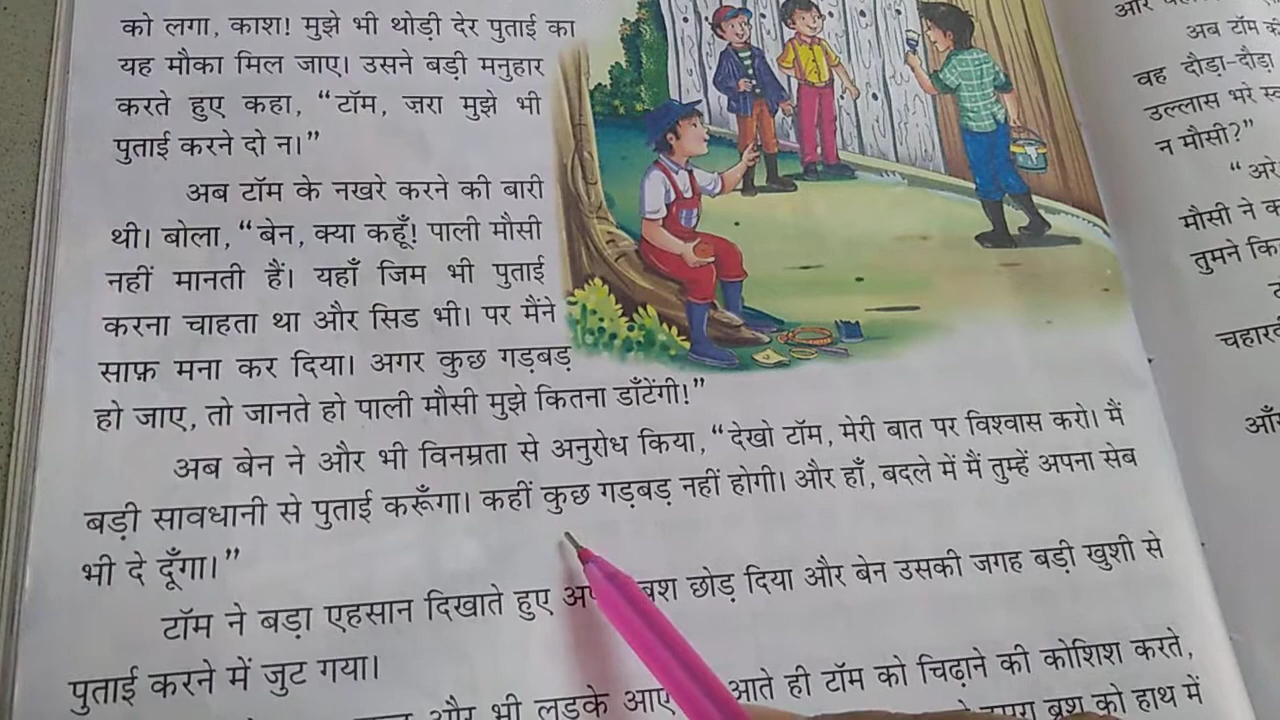 को लगा, काश! मुझे भी थोड़ी देर पुताई का
यह मौका मिल जाए। उसने बड़ी मनुहार
करते हुए कहा, “टॉम, ज़रा मुझे भी
पुताई करने दो न।”
अब टॉम के नखरे करने की बारी
थी। बोला, “बेन, क्या कहूँ! पाली मौसी
नहीं मानती हैं। यहाँ जिम भी पुताई
करना चाहता था और सिड भी। पर मैंने
साफ़ मना कर दिया। अगर कुछ गड़बड़
हो जाए, तो जानते हो पाली मौसी मुझे कितना डाँटेंगी!”
अब बेन ने और भी विनम्रता से अनुरोध किया, “देखो टॉम, मेरी बात पर विश्वास करो। मैं
बड़ी सावधानी से पुताई करूँगा। कहीं कुछ गड़बड़ नहीं होगी। और हाँ, बदले में मैं तुम्हें अपना सेब
भी दे दूँगा।”
टॉम ने बड़ा एहसान दिखाते हुए छोड़ दिया और बेन उसकी जगह बड़ी खुशी से
पुताई करने में जुट गया।
और भी लड़के आए आते ही टॉम को चिढ़ाने की कोशिश करते,
ब्रश को हाथ में
अब टॉम
वह दौड़ा-दौड़ा
उल्लास भरे
न मौसी?”
“अरे
मौसी ने
तुमने